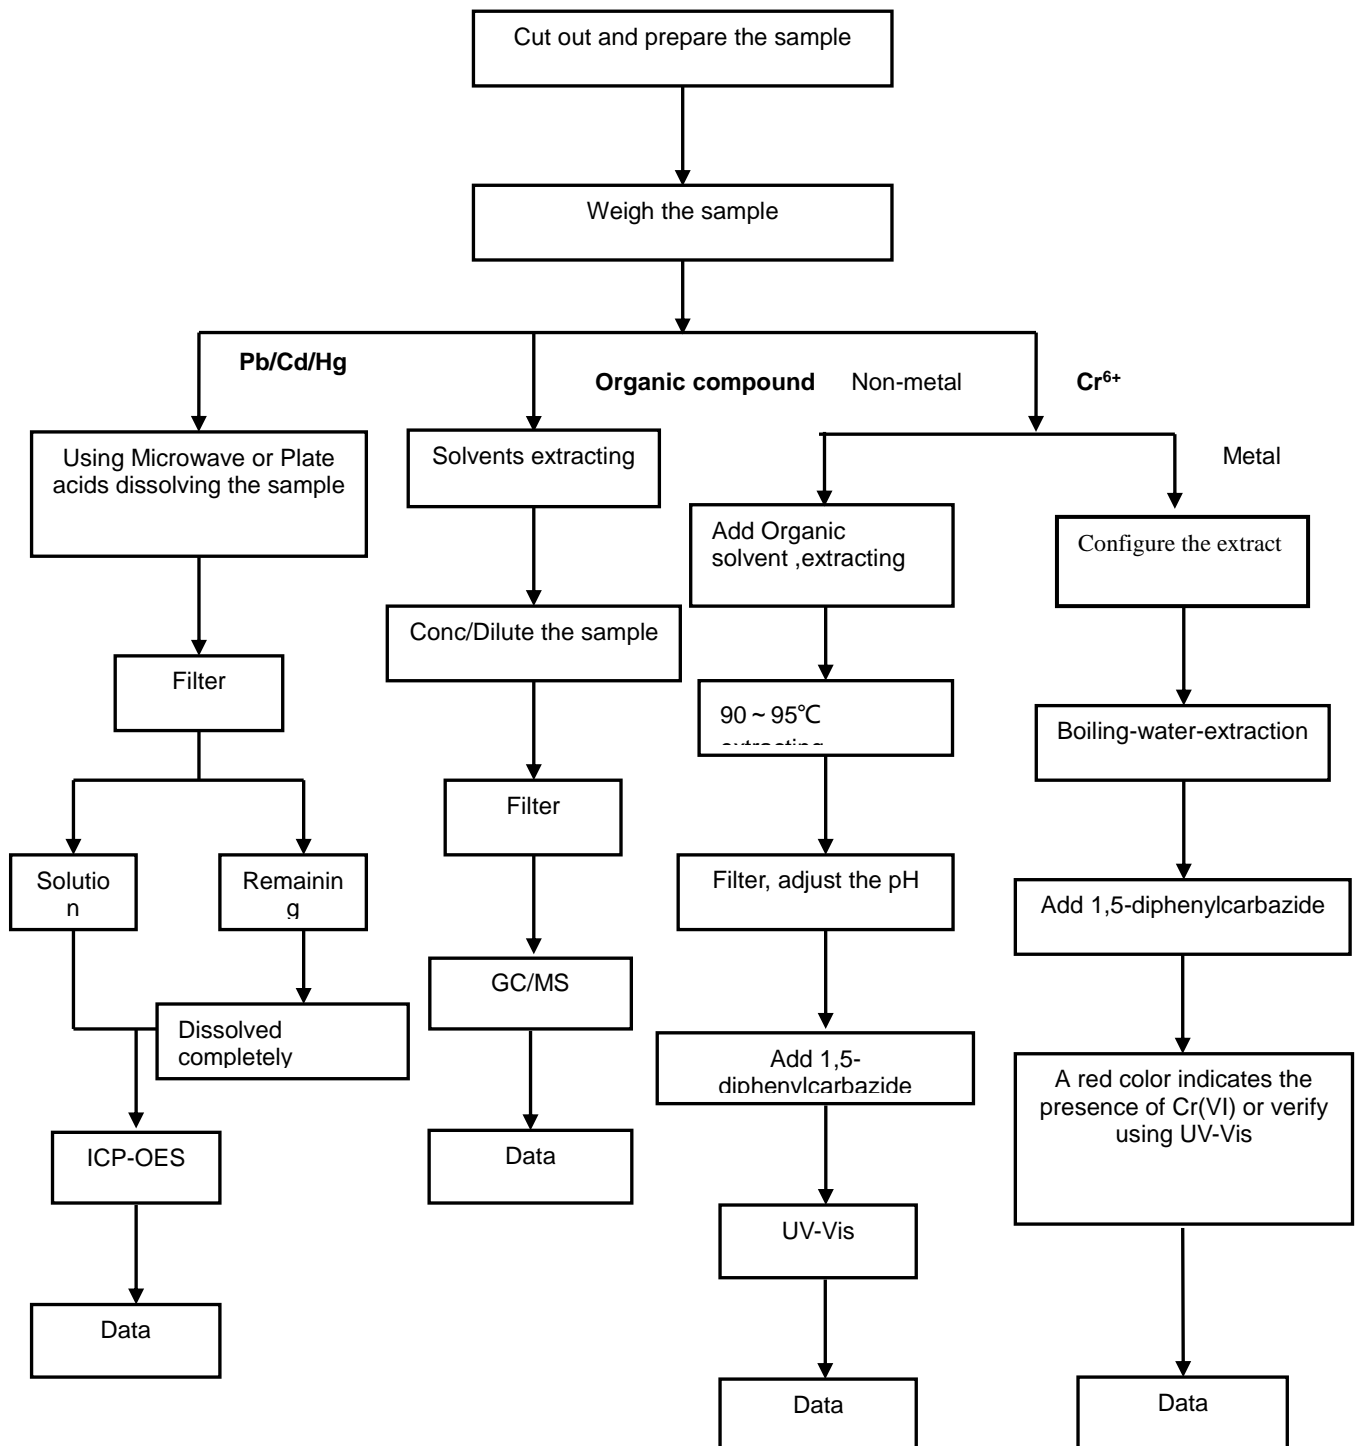 Cut out and prepare the sample
Weigh the sample
Pb/Cd/Hg
Organic compound
Non-metal
Cr⁶⁺
Metal
Using Microwave or Plate
acids dissolving the sample
Filter
Solutio
n
Remainin
g
Dissolved
completely
ICP-OES
Data
Solvents extracting
Conc/Dilute the sample
Filter
GC/MS
Data
Add Organic
solvent ,extracting
90～95℃
extracting
Filter, adjust the pH
Add 1,5-
diphenylcarbazide
UV-Vis
Data
Configure the extract
Boiling-water-extraction
Add 1,5-diphenylcarbazide
A red color indicates the
presence of Cr(VI) or verify
using UV-Vis
Data